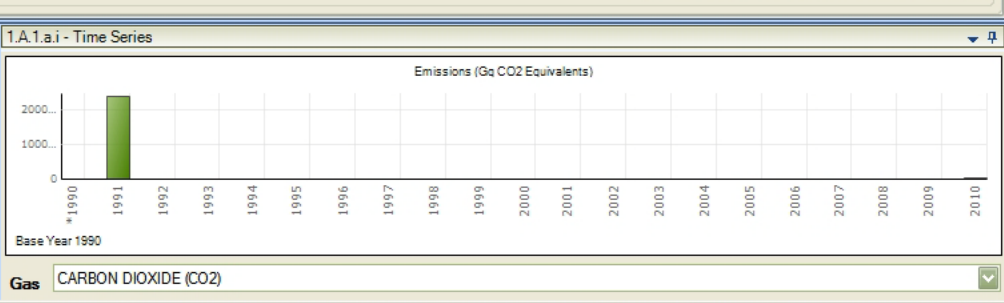 1.A.1.a.i - Time Series
Emissions (Gg CO2 Equivalents)
2000...
1000...
0
*1990 1991 1992 1993 1994 1995 1996 1997 1998 1999 2000 2001 2002 2003 2004 2005 2006 2007 2008 2009 2010
Base Year 1990
Gas CARBON DIOXIDE (CO2)